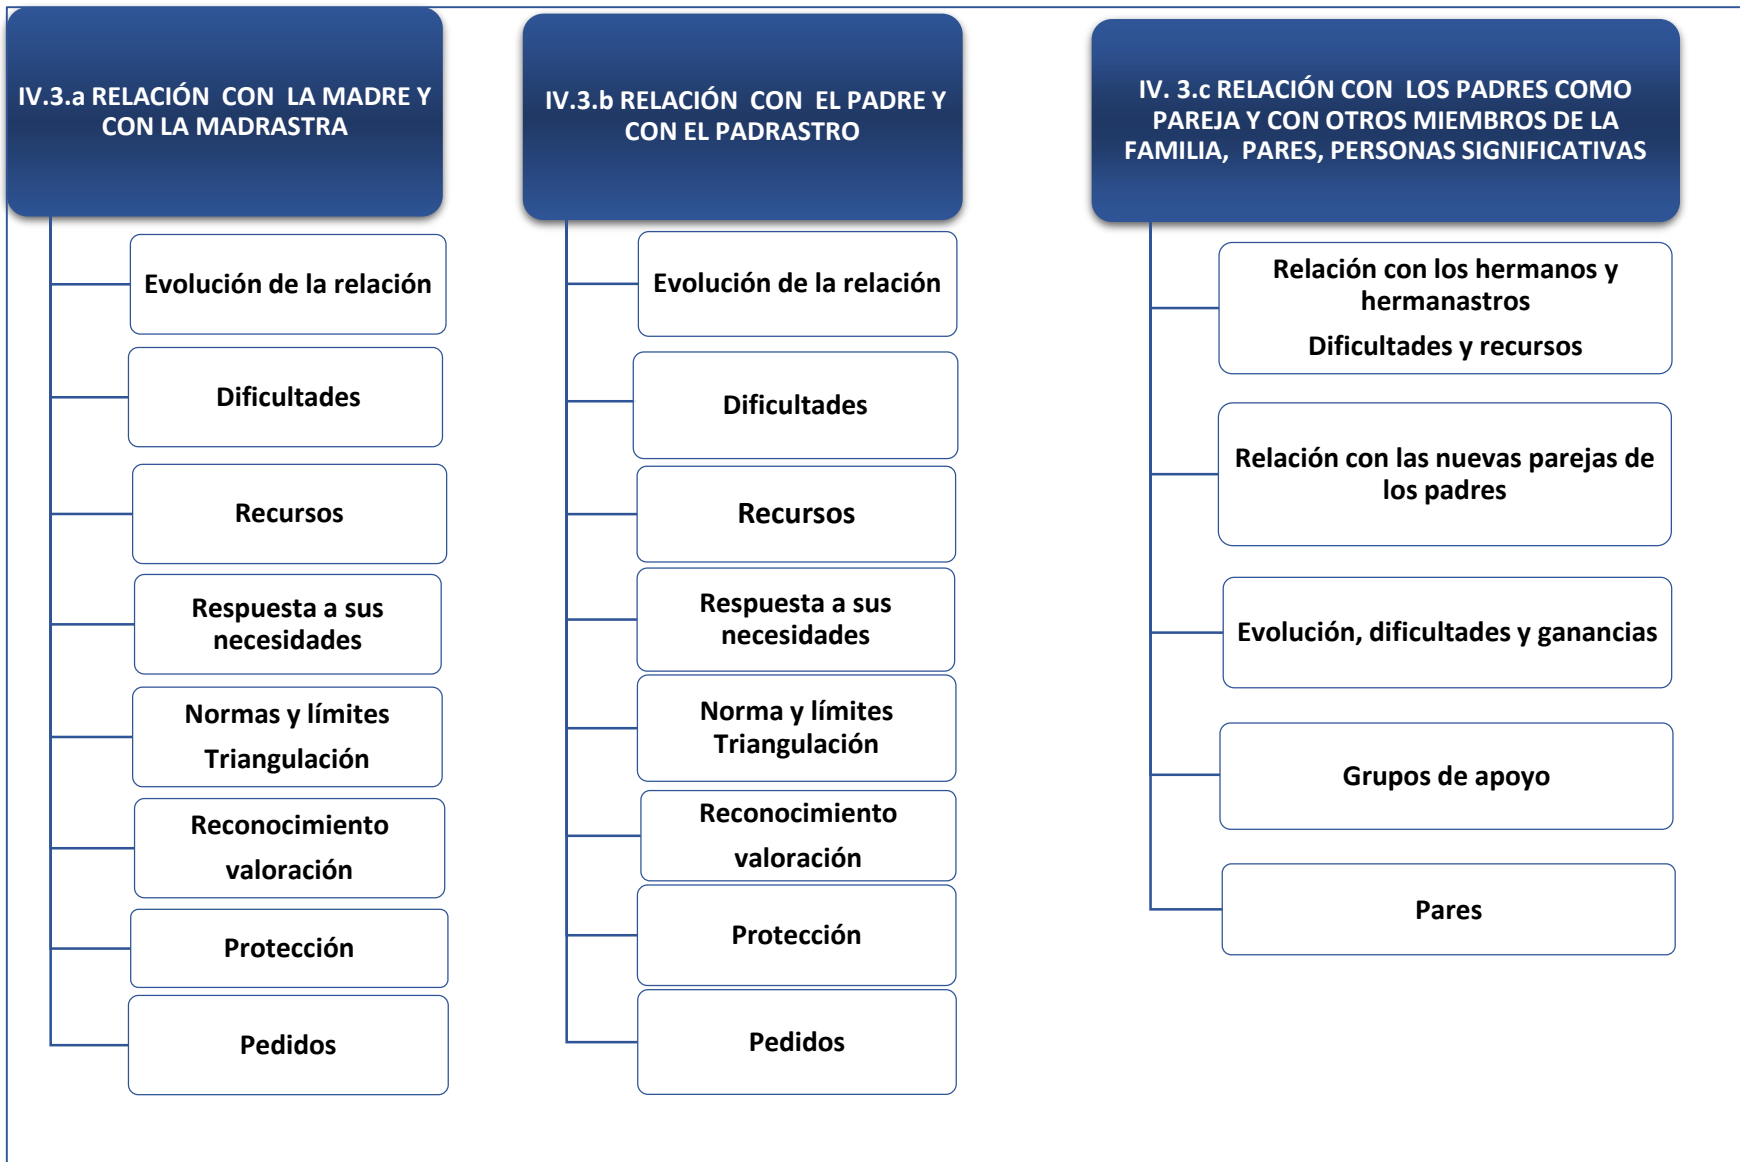 IV.3.a RELACIÓN CON LA MADRE Y
CON LA MADRASTRA
Evolución de la relación
Dificultades
Recursos
Respuesta a sus
necesidades
Normas y límites
Triangulación
Reconocimiento
valoración
Protección
Pedidos
IV.3.b RELACIÓN CON EL PADRE Y
CON EL PADRASTRO
Evolución de la relación
Dificultades
Recursos
Respuesta a sus
necesidades
Norma y límites
Triangulación
Reconocimiento
valoración
Protección
Pedidos
IV. 3.c RELACIÓN CON LOS PADRES COMO
PAREJA Y CON OTROS MIEMBROS DE LA
FAMILIA, PARES, PERSONAS SIGNIFICATIVAS
Relación con los hermanos y
hermanastros
Dificultades y recursos
Relación con las nuevas parejas de
los padres
Evolución, dificultades y ganancias
Grupos de apoyo
Pares